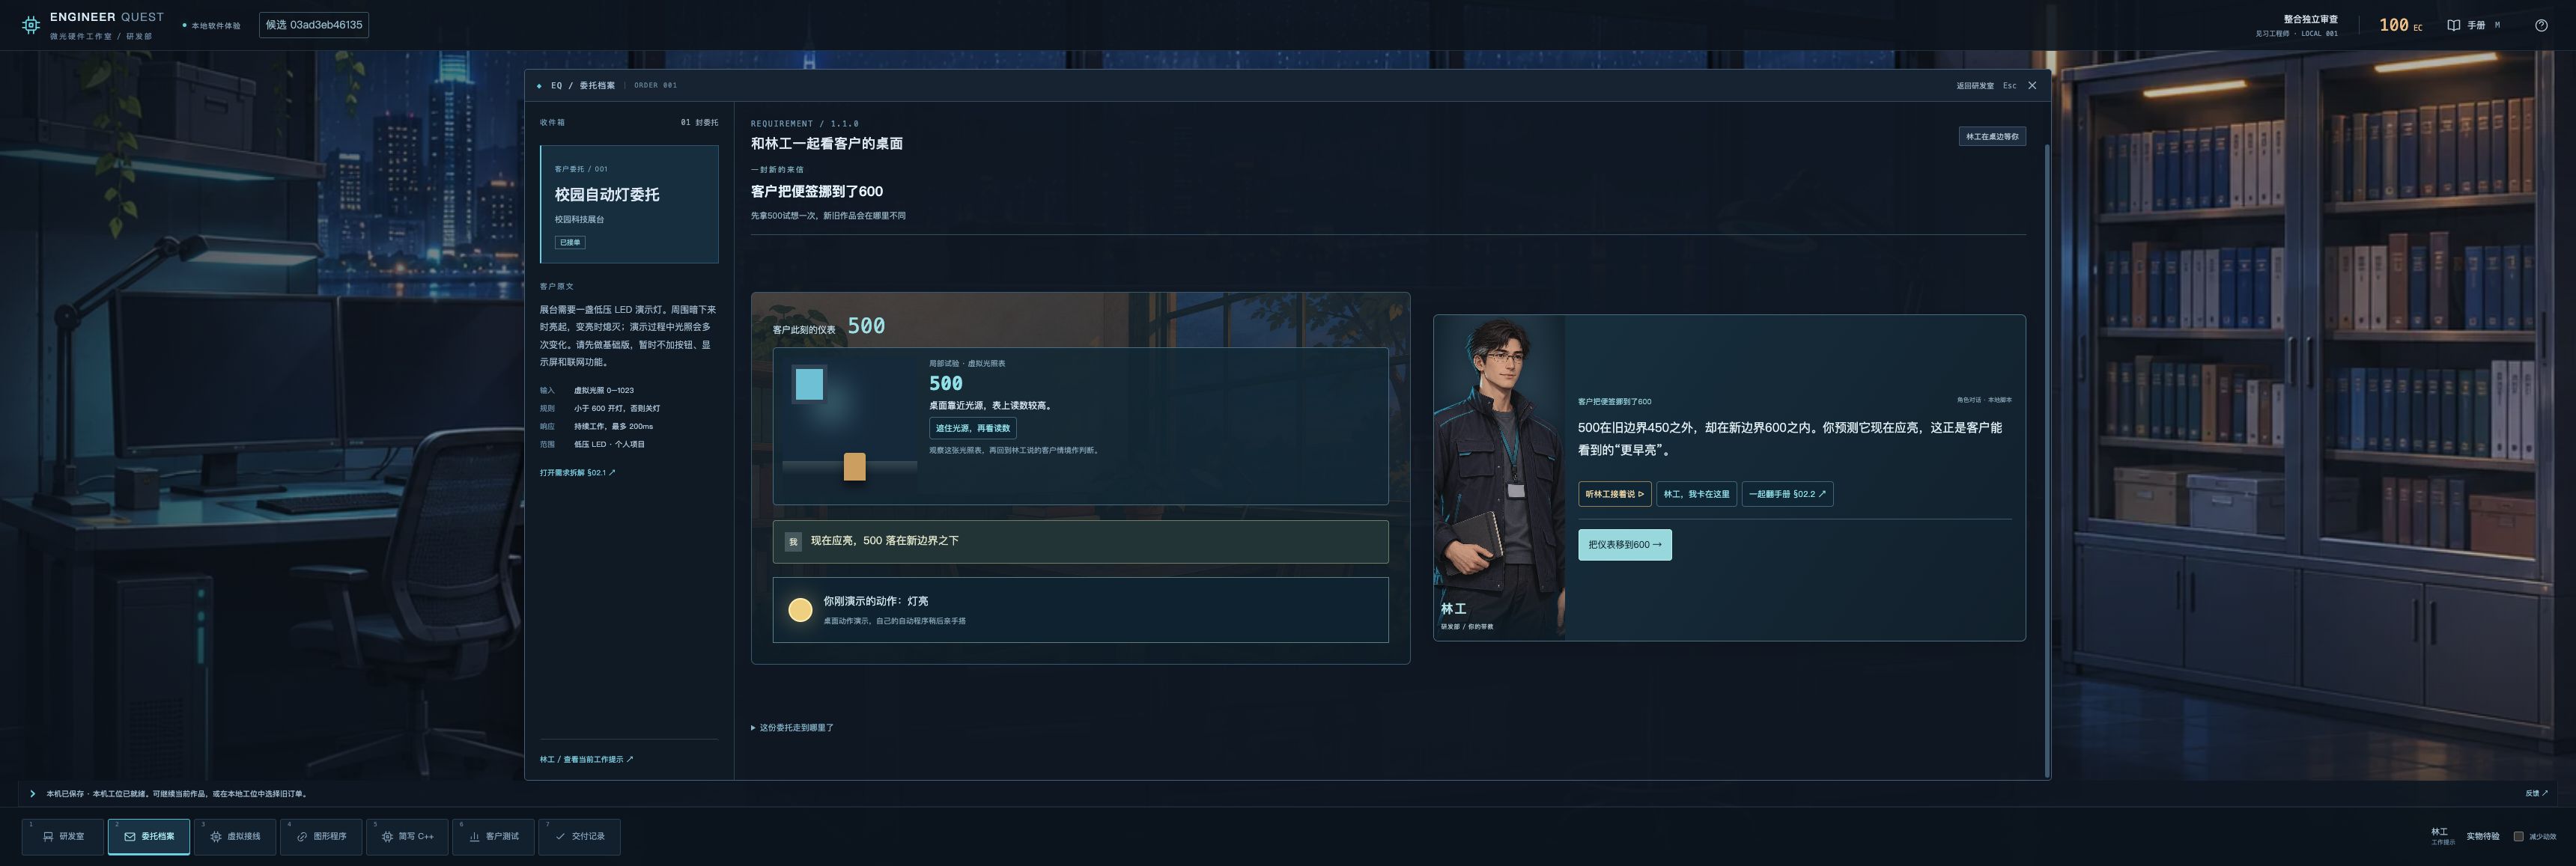 ENGINEER QUEST
微光硬件工作室 / 研发部
本地软件体验
候选 03ad3eb46135
整合独立审查
见习工程师 · LOCAL 001
100 EC
手册 M
EQ / 委托档案 | ORDER 001
返回研发室 Esc
收件箱
01 封委托
客户委托 / 001
校园自动灯委托
校园科技展台
已接单
客户原文
展台需要一盏低压 LED 演示灯。周围暗下来
时亮起，变亮时熄灭；演示过程中光照会多
次变化。请先做基础版，暂时不加按钮、显
示屏和联网功能。
输入 虚拟光照 0—1023
规则 小于 600 开灯，否则关灯
响应 持续工作，最多 200ms
范围 低压 LED · 个人项目
打开需求拆解 §02.1 ↗
林工 / 查看当前工作提示 ↗
REQUIREMENT / 1.1.0
和林工一起看客户的桌面
林工在桌边等你
一封新的来信
客户把便签挪到了600
先拿500试想一次，新旧作品会在哪里不同
客户此刻的仪表 500
局部试验 · 虚拟光照表
500
桌面靠近光源，表上读数较高。
遮住光源，再看读数
观察这张光照表，再回到林工说的客户情境作判断。
我 现在应亮，500 落在新边界之下
你刚演示的动作：灯亮
桌面动作演示，自己的自动程序稍后亲手搭
林工
研发部 / 你的带教
客户把便签挪到了600
角色对话 · 本地脚本
500在旧边界450之外，却在新边界600之内。你预测它现在应亮，这正是客户能
看到的“更早亮”。
听林工接着说 ▷
林工，我卡在这里
一起翻手册 §02.2 ↗
把仪表移到600 →
▶ 这份委托走到哪里了
本机已保存 · 本机工位已就绪。可继续当前作品，或在本地工位中选择旧订单。
反馈 ↗
1 研发室
2 委托档案
3 虚拟接线
4 图形程序
5 简写 C++
6 客户测试
7 交付记录
林工
工作提示
实物待验
减少动效